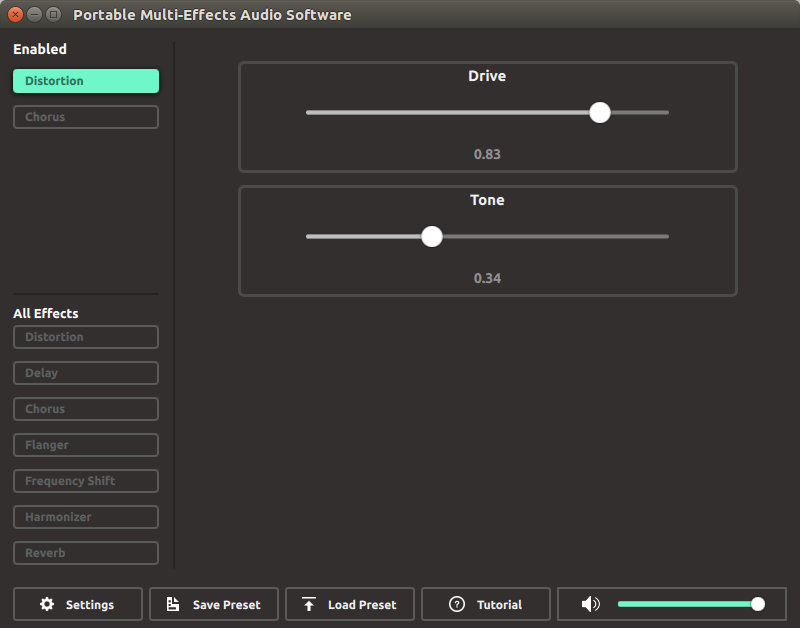 Portable Multi-Effects Audio Software
Enabled
Distortion
Chorus
Drive
0.83
Tone
0.34
All Effects
Distortion
Delay
Chorus
Flanger
Frequency Shift
Harmonizer
Reverb
Settings
Save Preset
Load Preset
? Tutorial